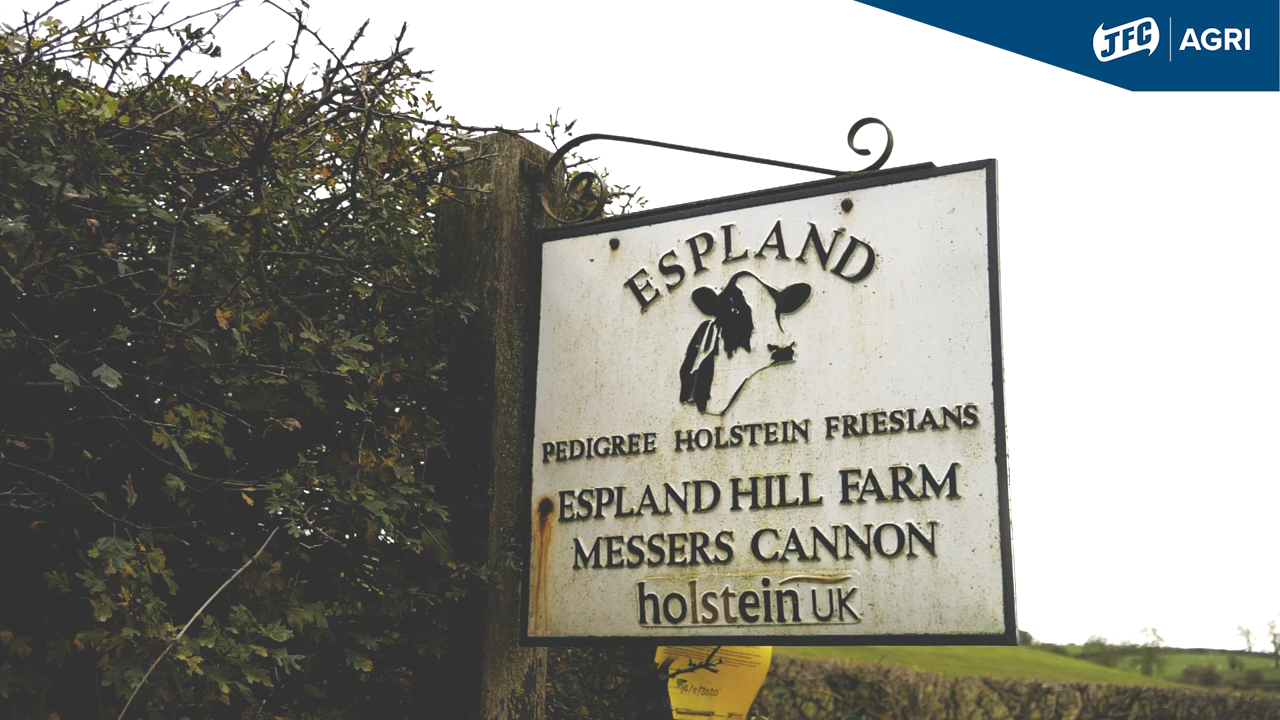 JFC AGRI
ESPLAND
PEDIGREE HOLSTEIN FRIESIANS
ESPLAND HILL FARM
MESSERS CANNON
holstein UK